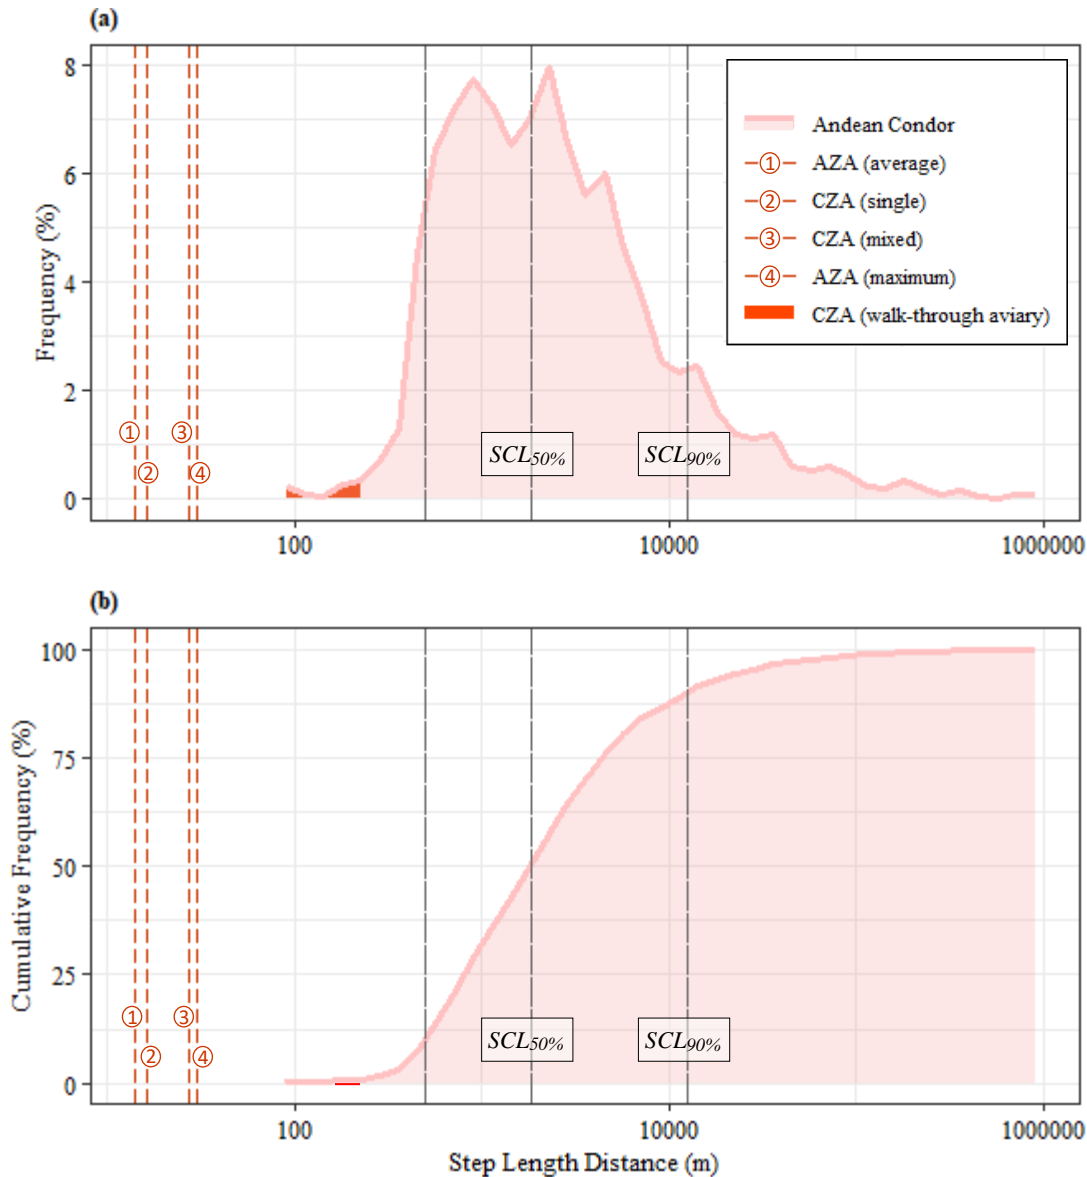 (a)
8
6
4
2
0
Frequency (%)
Andean Condor
① AZA (average)
② CZA (single)
③ CZA (mixed)
④ AZA (maximum)
CZA (walk-through aviary)
① ③
② ④
SCL50% SCL90%
100 10000 1000000
(b)
100
75
50
25
0
Cumulative Frequency (%)
① ③
② ④
SCL50% SCL90%
100 10000 1000000
Step Length Distance (m)